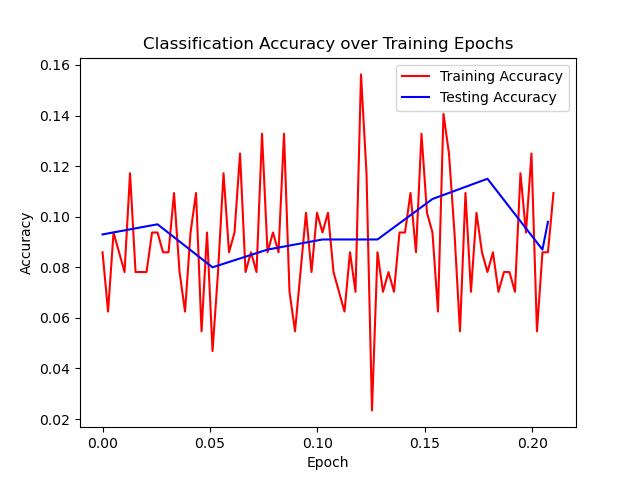 Classification Accuracy over Training Epochs
Training Accuracy
Testing Accuracy
Accuracy
0.16
0.14
0.12
0.10
0.08
0.06
0.04
0.02
0.00 0.05 0.10 0.15 0.20
Epoch